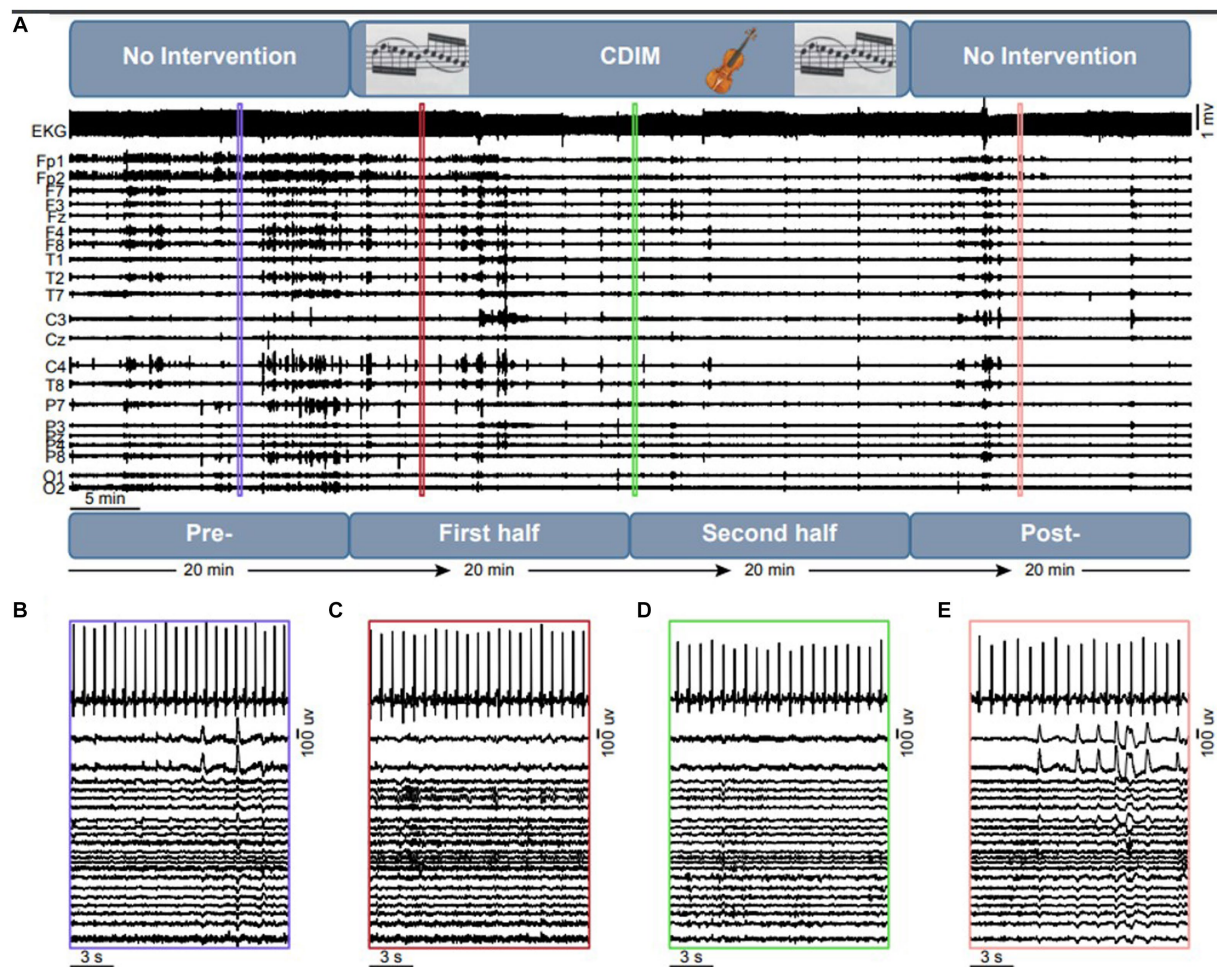 A
No Intervention
CDIM
No Intervention
EKG
1 mv
Fp1
Fp2
F7
F3
Fz
F4
F8
T1
T2
T7
C3
Cz
C4
T8
P7
P3
Pz
P4
P8
O1
O2
5 min
Pre-
First half
Second half
Post-
20 min
20 min
20 min
20 min
B
C
D
E
100 uv
100 uv
100 uv
100 uv
3 s
3 s
3 s
3 s